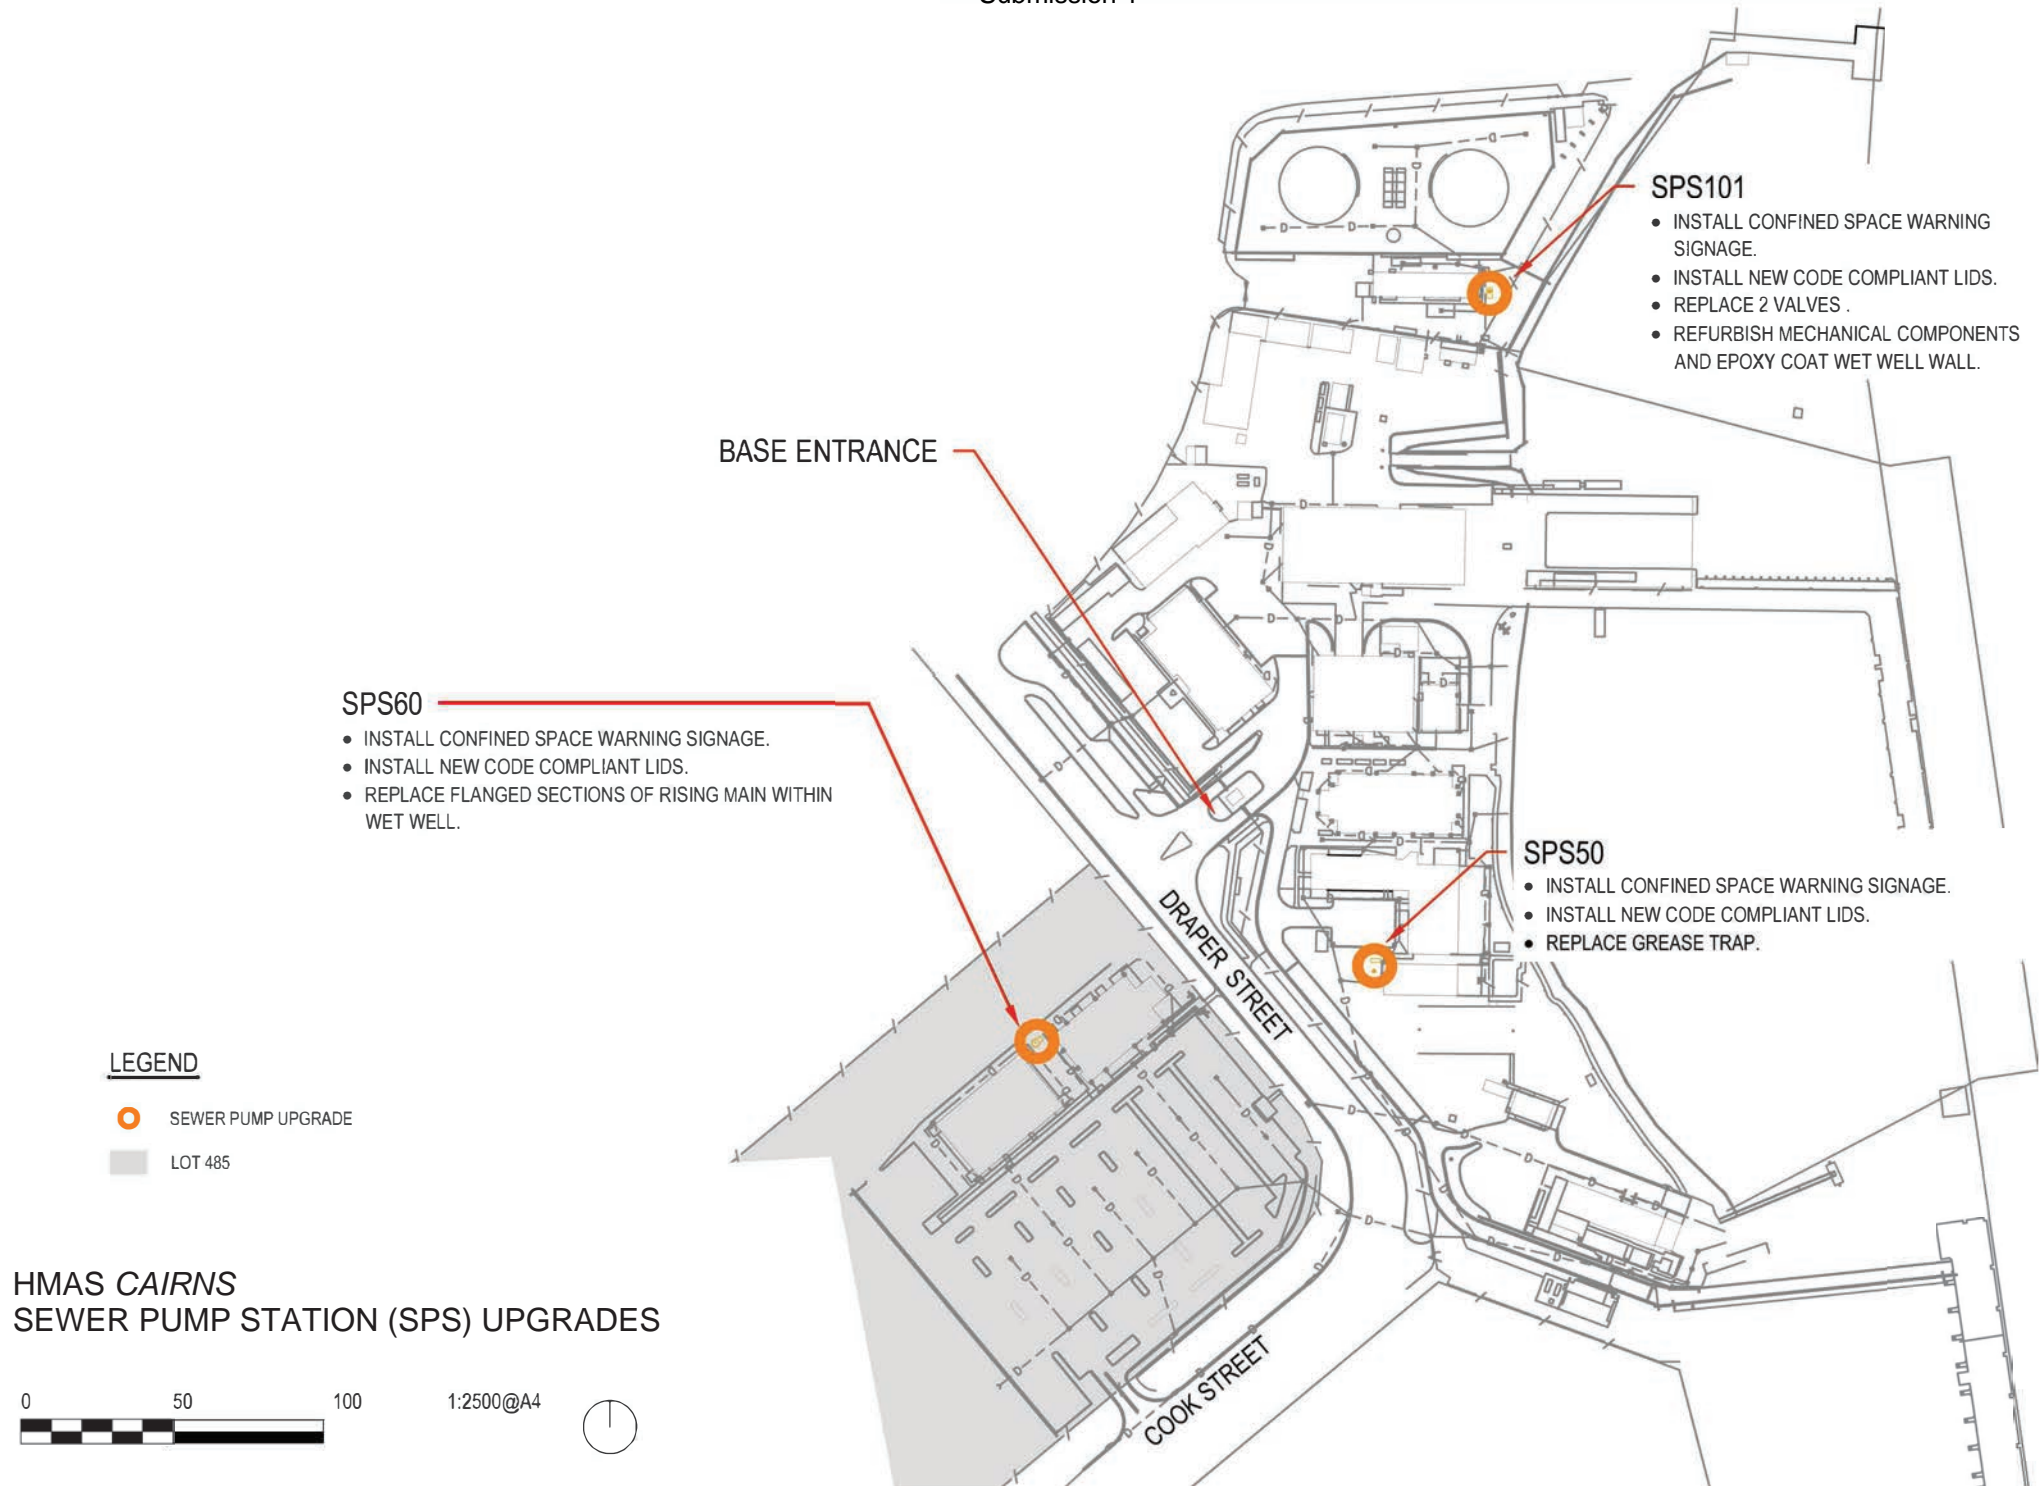 SPS101
• INSTALL CONFINED SPACE WARNING
SIGNAGE.
• INSTALL NEW CODE COMPLIANT LIDS.
• REPLACE 2 VALVES .
• REFURBISH MECHANICAL COMPONENTS
AND EPOXY COAT WET WELL WALL.
BASE ENTRANCE
SPS60
• INSTALL CONFINED SPACE WARNING SIGNAGE.
• INSTALL NEW CODE COMPLIANT LIDS.
• REPLACE FLANGED SECTIONS OF RISING MAIN WITHIN
WET WELL.
SPS50
• INSTALL CONFINED SPACE WARNING SIGNAGE.
• INSTALL NEW CODE COMPLIANT LIDS.
• REPLACE GREASE TRAP.
DRAPER STREET
COOK STREET
LEGEND
SEWER PUMP UPGRADE
LOT 485
HMAS CAIRNS
SEWER PUMP STATION (SPS) UPGRADES
0 50 100 1:2500@A4